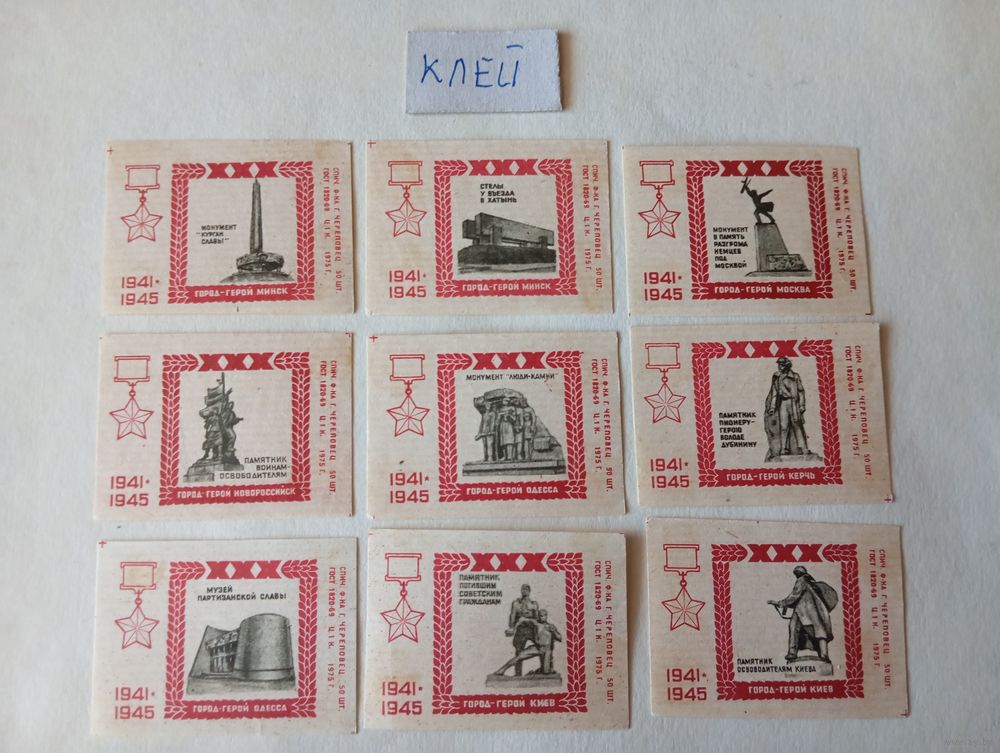 КЛЕЙ
XXX
МОНУМЕНТ
"КУРГАН
СЛАВЫ"
1941*
1945
ГОРОД-ГЕРОЙ МИНСК
СПИЧ. Ф-КА Г. ЧЕРЕПОВЕЦ 50 ШТ.
ГОСТ 1820-69 Ц. 1 К. 1975 Г.
XXX
СТЕЛЫ
У ВЪЕЗДА
В ХАТЫНЬ
1941*
1945
ГОРОД-ГЕРОЙ МИНСК
СПИЧ. Ф-КА Г. ЧЕРЕПОВЕЦ 50 ШТ.
ГОСТ 1820-69 Ц. 1 К. 1975 Г.
XXX
МОНУМЕНТ
В ПАМЯТЬ
РАЗГРОМА
НЕМЦЕВ
ПОД
МОСКВОЙ
1941*
1945
ГОРОД-ГЕРОЙ МОСКВА
СПИЧ. Ф-КА Г. ЧЕРЕПОВЕЦ 50 ШТ.
ГОСТ 1820-69 Ц. 1 К. 1975 Г.
XXX
ПАМЯТНИК
ВОИНАМ-
ОСВОБОДИТЕЛЯМ
1941*
1945
ГОРОД-ГЕРОЙ НОВОРОССИЙСК
СПИЧ. Ф-КА Г. ЧЕРЕПОВЕЦ 50 ШТ.
ГОСТ 1820-69 Ц. 1 К. 1975 Г.
XXX
МОНУМЕНТ "ЛЮДИ-КАМНИ"
1941*
1945
ГОРОД-ГЕРОЙ ОДЕССА
СПИЧ. Ф-КА Г. ЧЕРЕПОВЕЦ 50 ШТ.
ГОСТ 1820-69 Ц. 1 К. 1975 Г.
XXX
ПАМЯТНИК
ПИОНЕРУ-
ГЕРОЮ
ВОЛОДЕ
ДУБИНИНУ
1941*
1945
ГОРОД-ГЕРОЙ КЕРЧЬ
СПИЧ. Ф-КА Г. ЧЕРЕПОВЕЦ 50 ШТ.
ГОСТ 1820-69 Ц. 1 К. 1975 Г.
XXX
МУЗЕЙ
ПАРТИЗАНСКОЙ СЛАВЫ
1941*
1945
ГОРОД-ГЕРОЙ ОДЕССА
СПИЧ. Ф-КА Г. ЧЕРЕПОВЕЦ 50 ШТ.
ГОСТ 1820-69 Ц. 1 К. 1975 Г.
XXX
ПАМЯТНИК
ПОГИБШИМ
СОВЕТСКИМ
ГРАЖДАНАМ
1941*
1945
ГОРОД-ГЕРОЙ КИЕВ
СПИЧ. Ф-КА Г. ЧЕРЕПОВЕЦ 50 ШТ.
ГОСТ 1820-69 Ц. 1 К. 1975 Г.
XXX
ПАМЯТНИК
ОСВОБОДИТЕЛЯМ КИЕВА
1941*
1945
ГОРОД-ГЕРОЙ КИЕВ
СПИЧ. Ф-КА Г. ЧЕРЕПОВЕЦ 50 ШТ.
ГОСТ 1820-69 Ц. 1 К. 1975 Г.